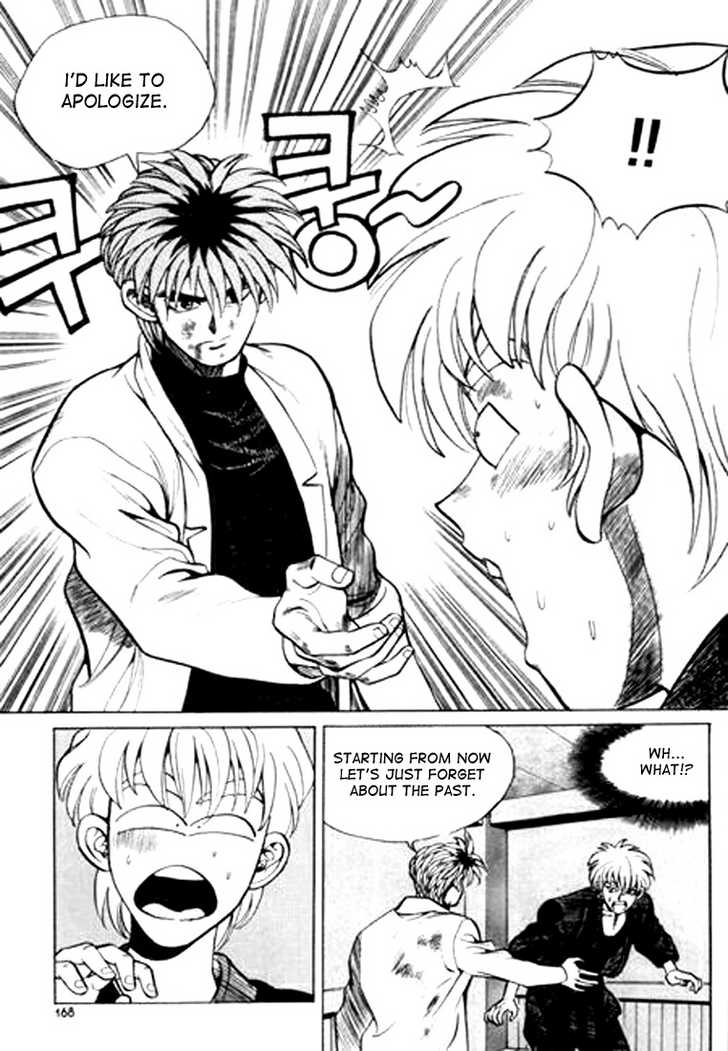 I'D LIKE TO
APOLOGIZE.
!!
쿠쿵~
STARTING FROM NOW
LET'S JUST FORGET
ABOUT THE PAST.
WH...
WHAT!?
168